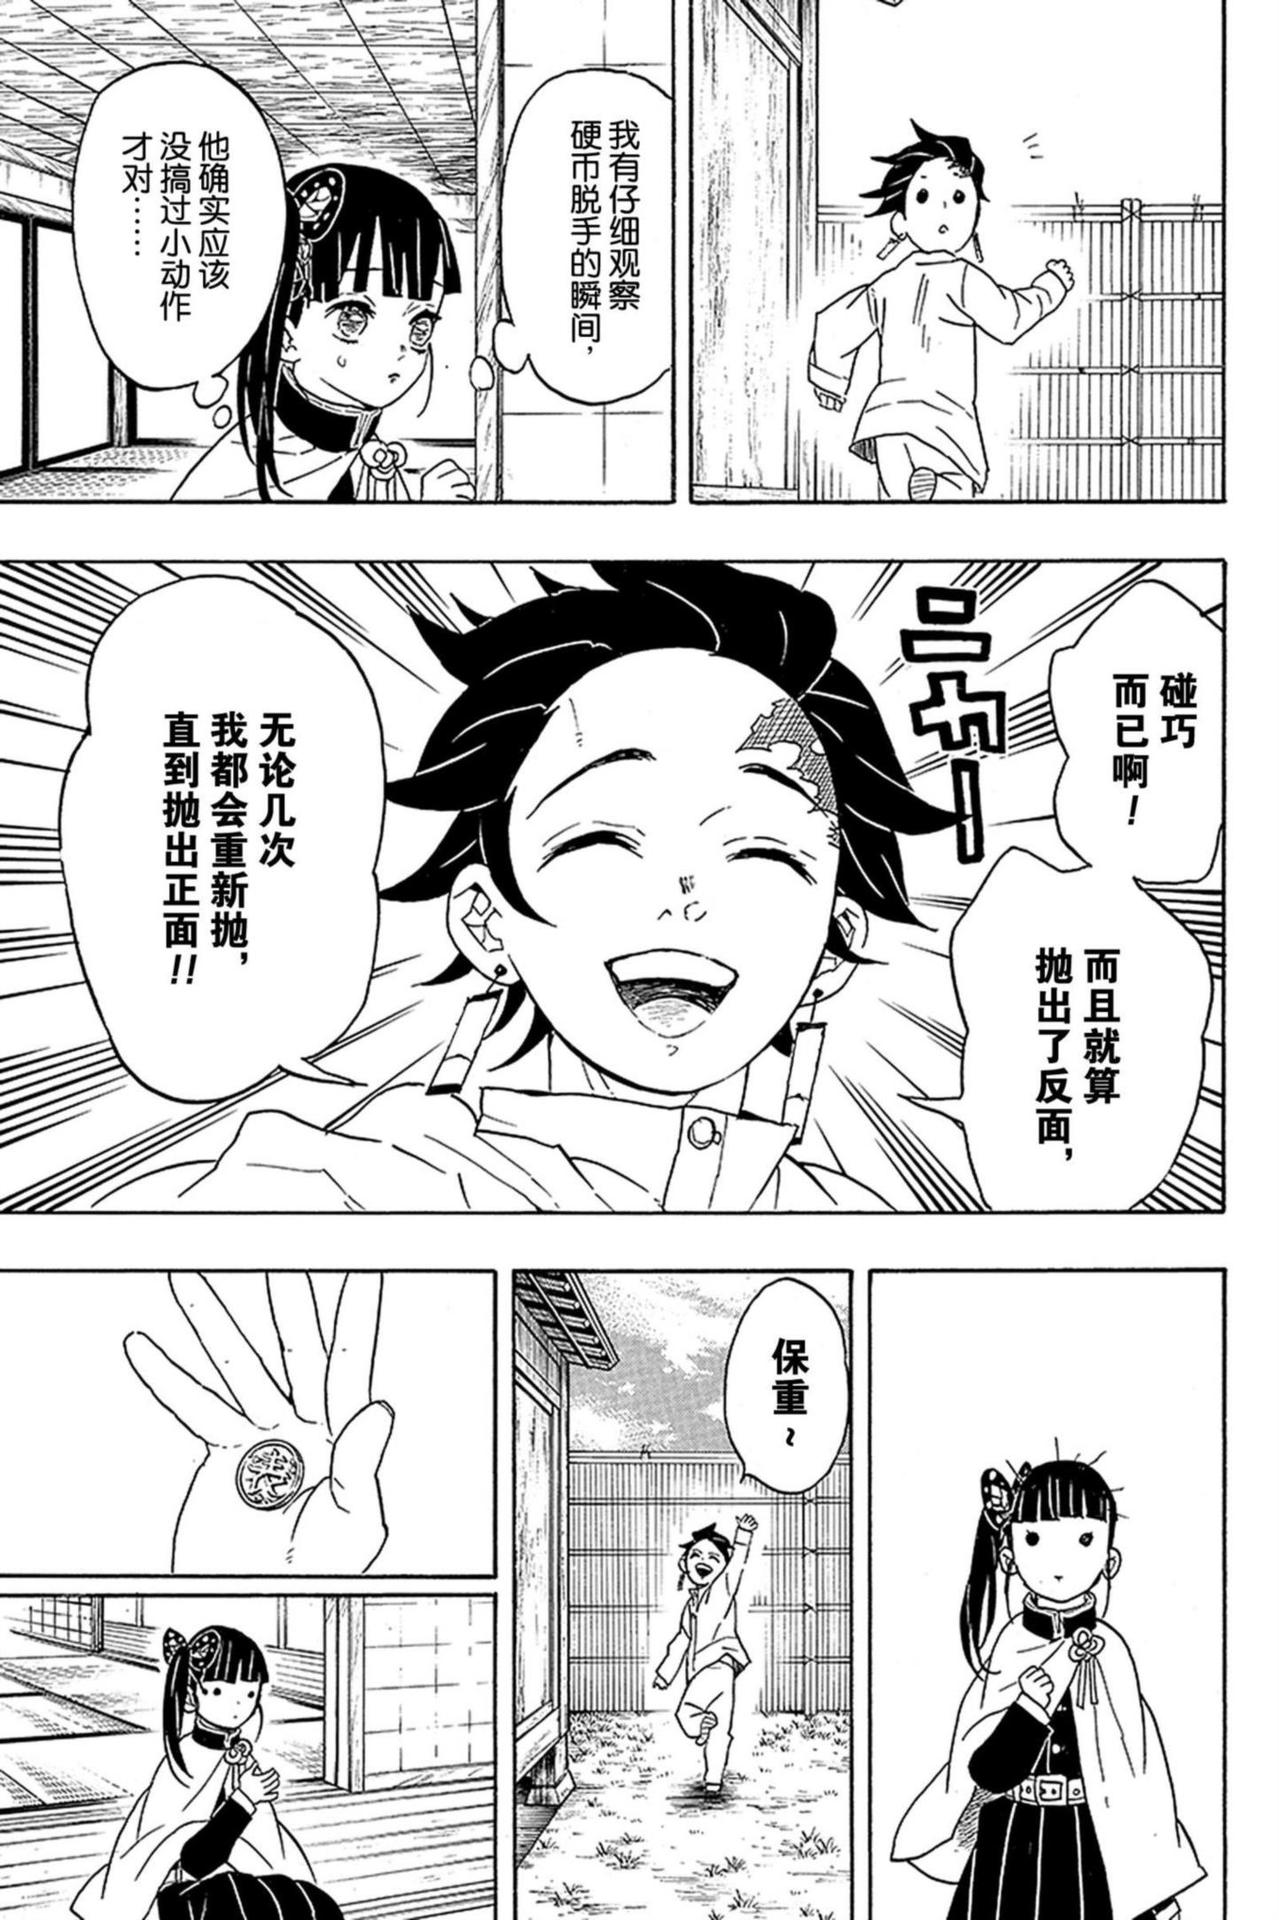 我有仔细观察
硬币脱手的瞬间，
他确实应该
没搞过小动作
才对……
碰巧
而已啊！
而且就算
抛出了反面，
无论几次
我都会重新抛，
直到抛出正面！！
保重~